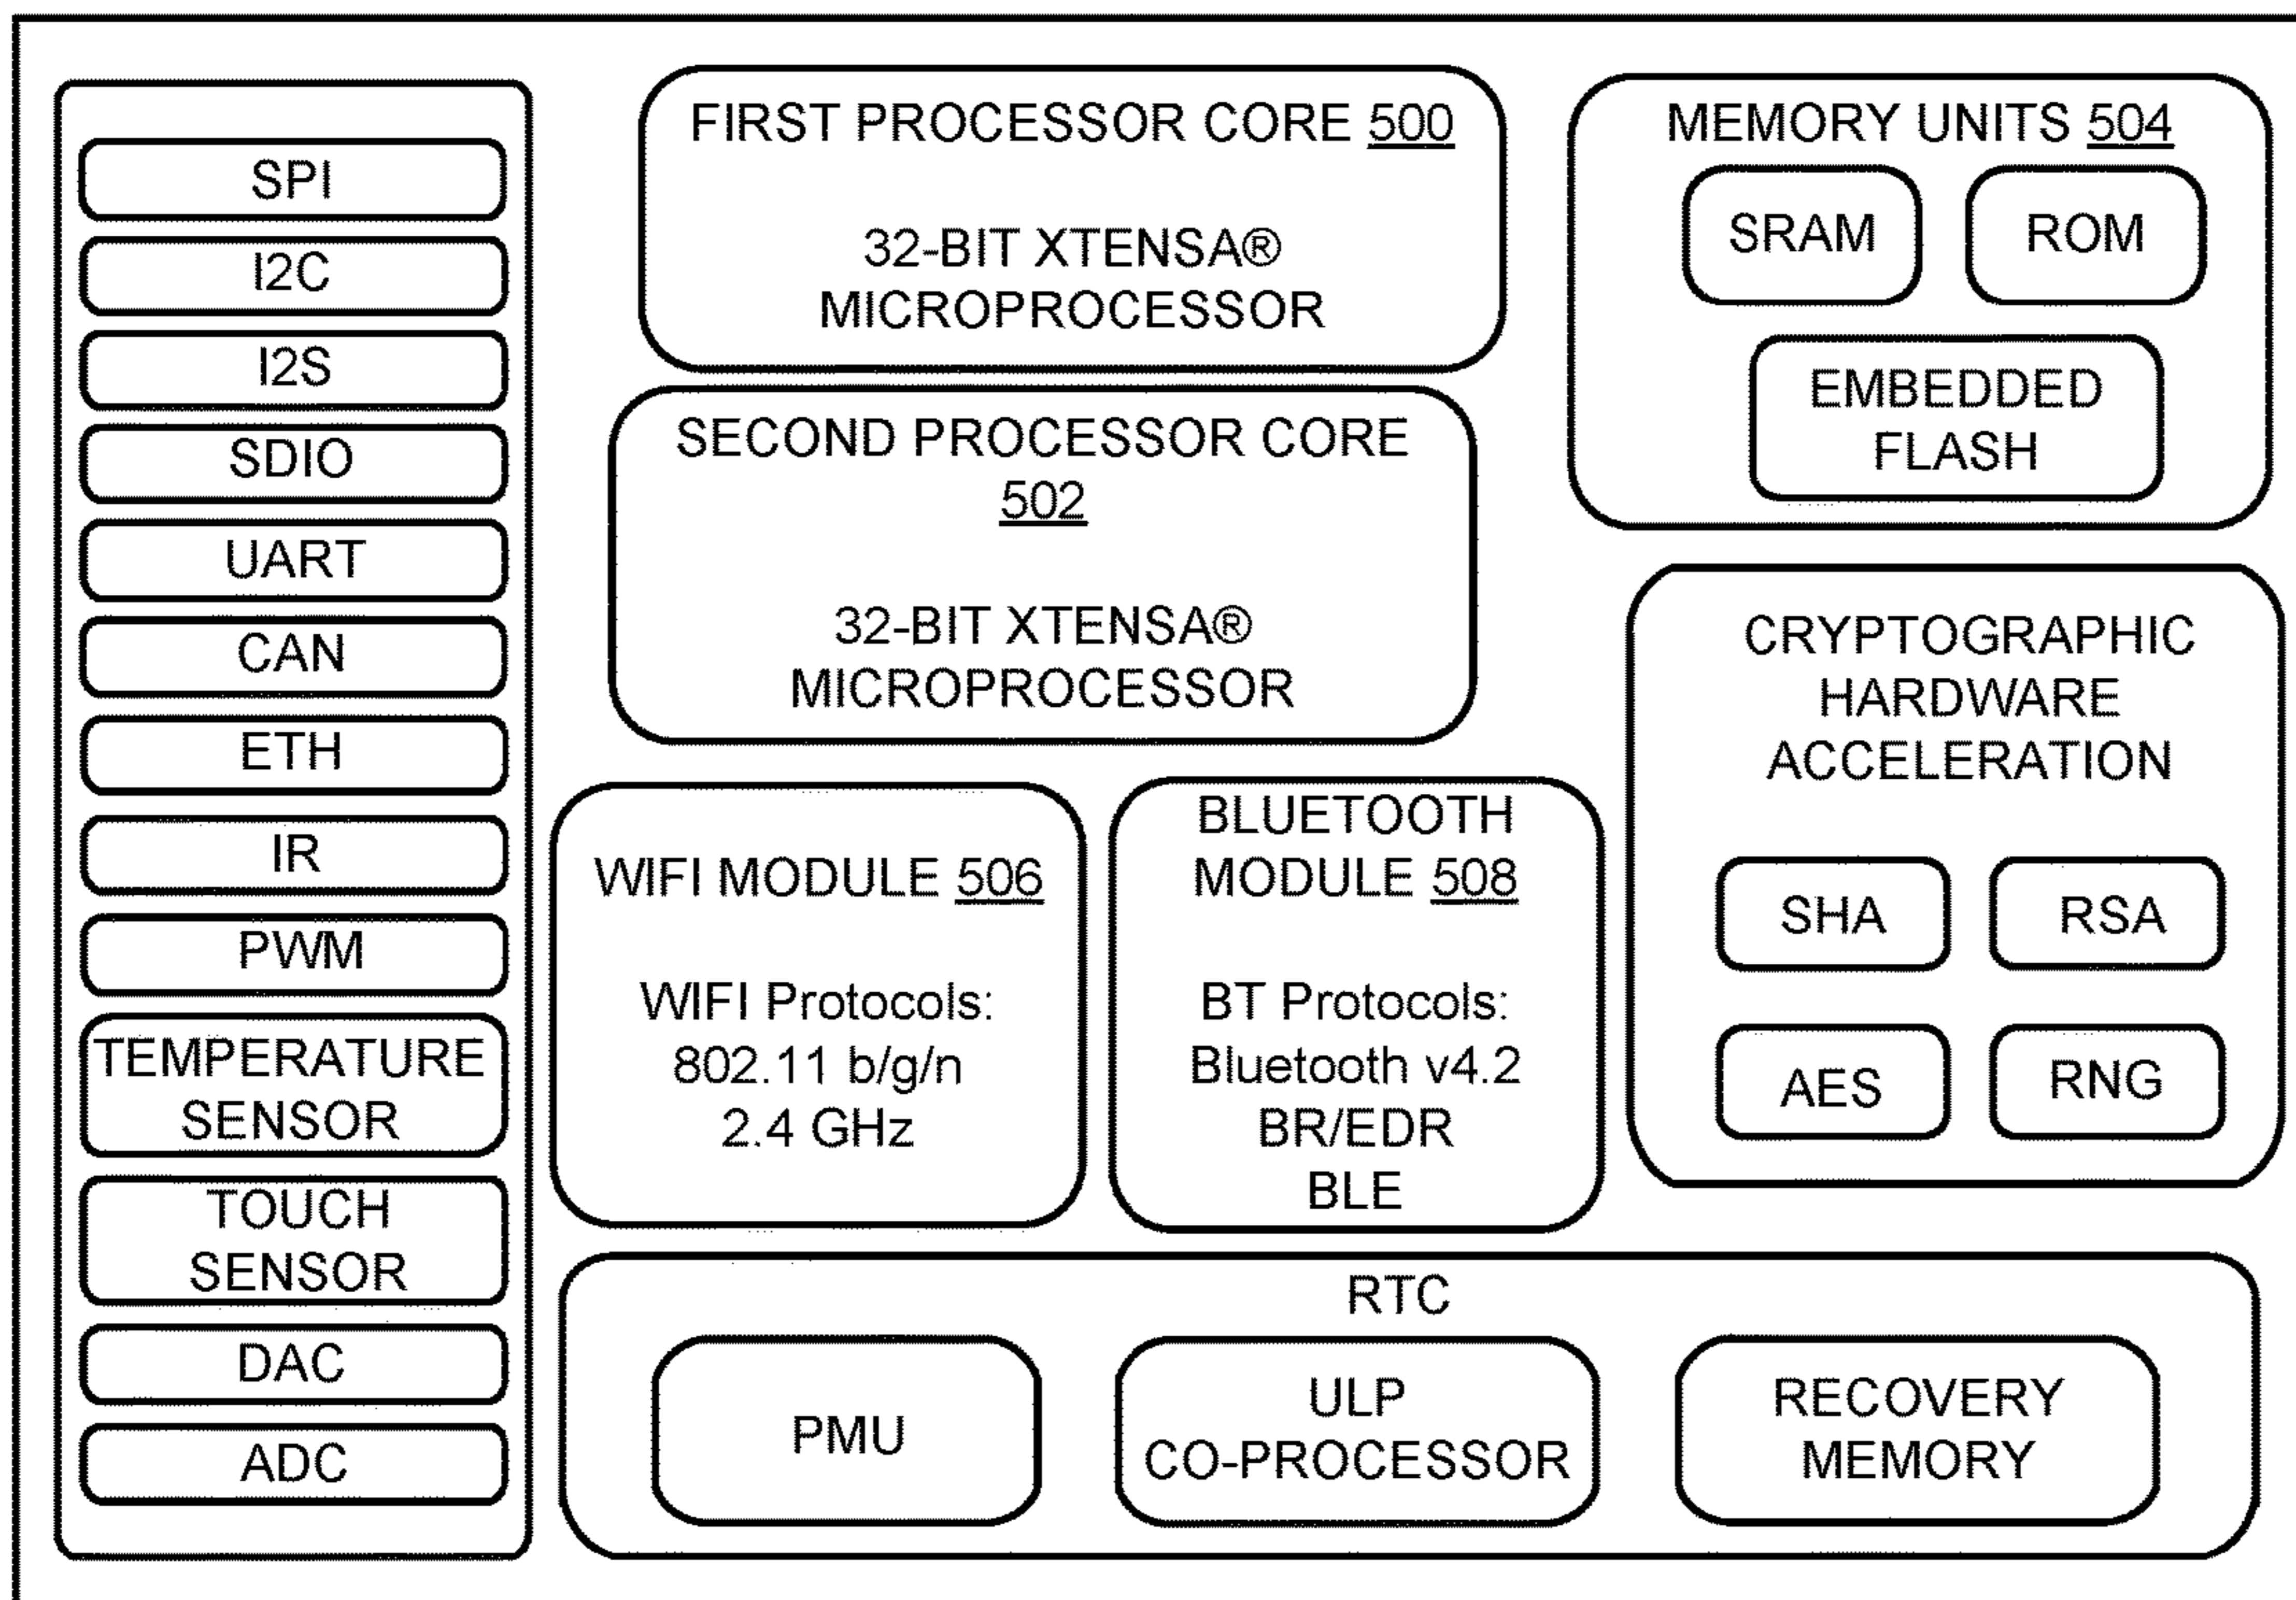 SPI
I2C
I2S
SDIO
UART
CAN
ETH
IR
PWM
TEMPERATURE
SENSOR
TOUCH
SENSOR
DAC
ADC
FIRST PROCESSOR CORE 500
32-BIT XTENSA®
MICROPROCESSOR
SECOND PROCESSOR CORE
502
32-BIT XTENSA®
MICROPROCESSOR
MEMORY UNITS 504
SRAM
ROM
EMBEDDED
FLASH
CRYPTOGRAPHIC
HARDWARE
ACCELERATION
SHA
RSA
AES
RNG
WIFI MODULE 506
WIFI Protocols:
802.11 b/g/n
2.4 GHz
BLUETOOTH
MODULE 508
BT Protocols:
Bluetooth v4.2
BR/EDR
BLE
RTC
PMU
ULP
CO-PROCESSOR
RECOVERY
MEMORY